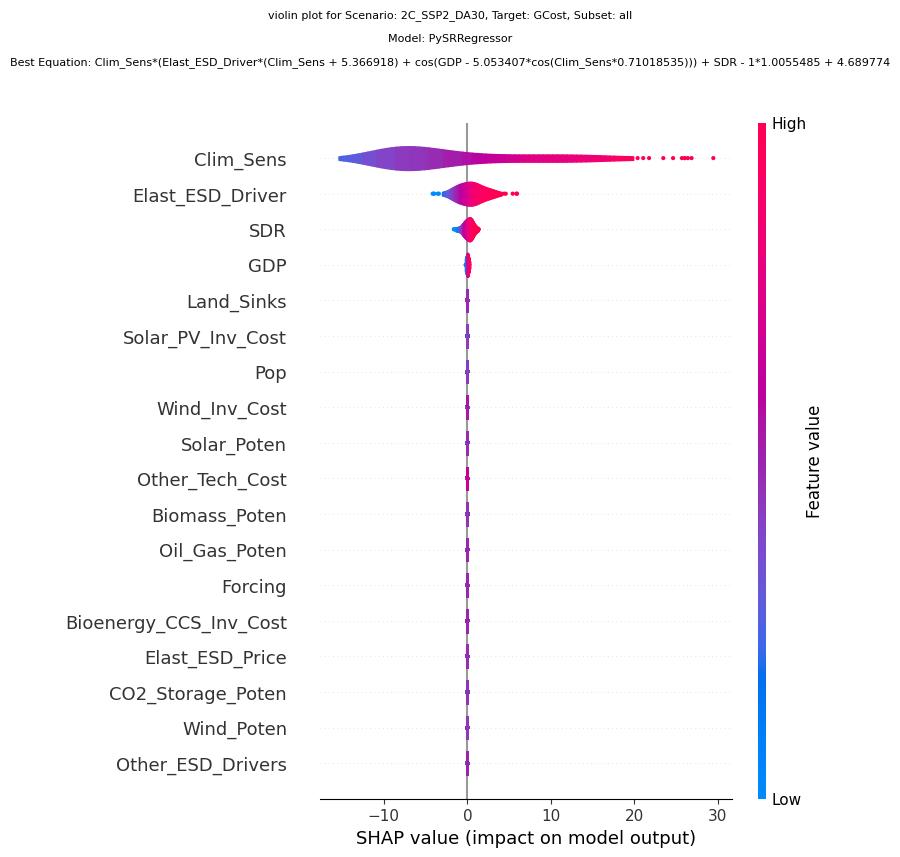 violin plot for Scenario: 2C_SSP2_DA30, Target: GCost, Subset: all
Model: PySRRegressor
Best Equation: Clim_Sens*(Elast_ESD_Driver*(Clim_Sens + 5.366918) + cos(GDP - 5.053407*cos(Clim_Sens*0.71018535))) + SDR - 1*1.0055485 + 4.689774
High
Clim_Sens
Elast_ESD_Driver
SDR
GDP
Land_Sinks
Solar_PV_Inv_Cost
Pop
Wind_Inv_Cost
Solar_Poten
Other_Tech_Cost
Biomass_Poten
Oil_Gas_Poten
Forcing
Bioenergy_CCS_Inv_Cost
Elast_ESD_Price
CO2_Storage_Poten
Wind_Poten
Other_ESD_Drivers
Feature value
Low
−10 0 10 20 30
SHAP value (impact on model output)